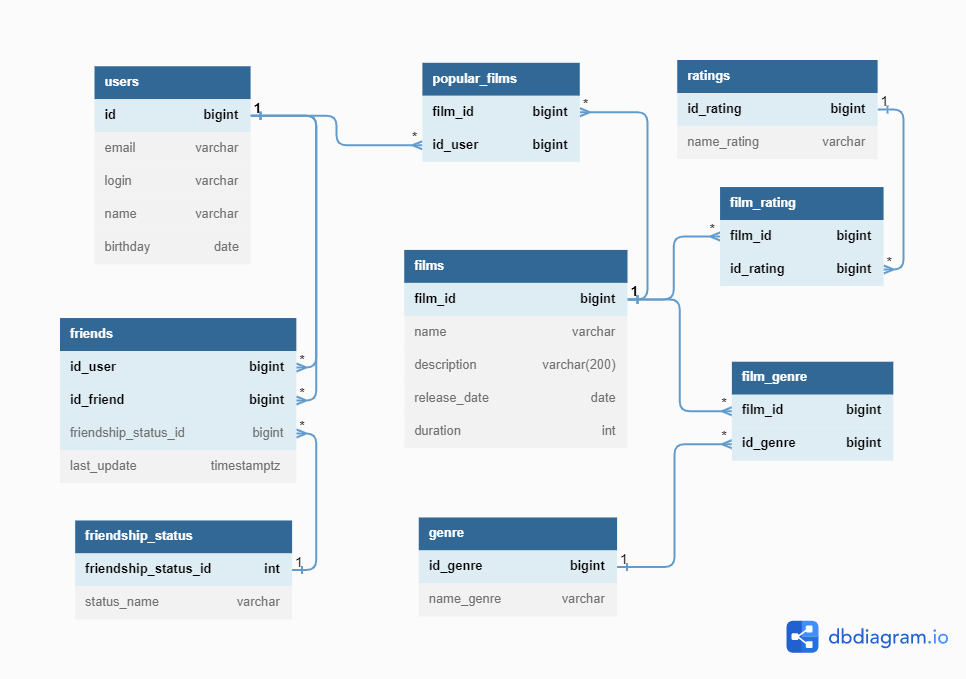 users
id bigint
email varchar
login varchar
name varchar
birthday date
1
popular_films
film_id bigint
id_user bigint
*
*
ratings
id_rating bigint
name_rating varchar
1
film_rating
film_id bigint
id_rating bigint
*
*
films
film_id bigint
name varchar
description varchar(200)
release_date date
duration int
1
friends
id_user bigint
id_friend bigint
friendship_status_id bigint
last_update timestamptz
*
*
*
film_genre
film_id bigint
id_genre bigint
*
*
friendship_status
friendship_status_id int
status_name varchar
1
genre
id_genre bigint
name_genre varchar
1
dbdiagram.io